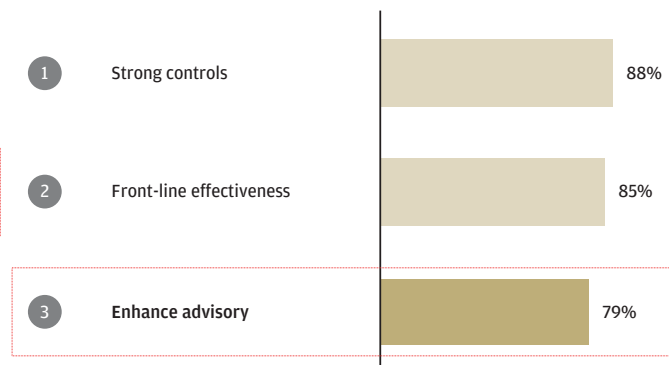 1 Strong controls 88%
2 Front-line effectiveness 85%
3 Enhance advisory 79%